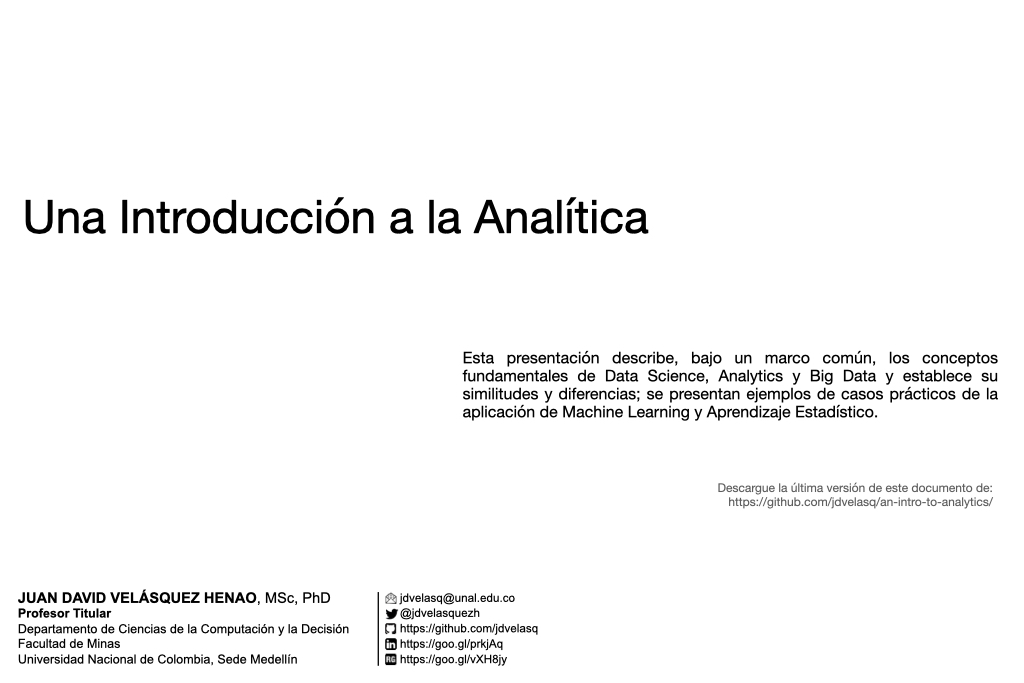 Una Introducción a la Analítica
Esta presentación describe, bajo un marco común, los conceptos
fundamentales de Data Science, Analytics y Big Data y establece su
similitudes y diferencias; se presentan ejemplos de casos prácticos de la
aplicación de Machine Learning y Aprendizaje Estadístico.
Descargue la última versión de este documento de:
https://github.com/jdvelasq/an-intro-to-analytics/
JUAN DAVID VELÁSQUEZ HENAO, MSc, PhD
Profesor Titular
Departamento de Ciencias de la Computación y la Decisión
Facultad de Minas
Universidad Nacional de Colombia, Sede Medellín
jdvelasq@unal.edu.co
@jdvelasquezh
https://github.com/jdvelasq
in https://goo.gl/prkjAq
RG https://goo.gl/vXH8jy